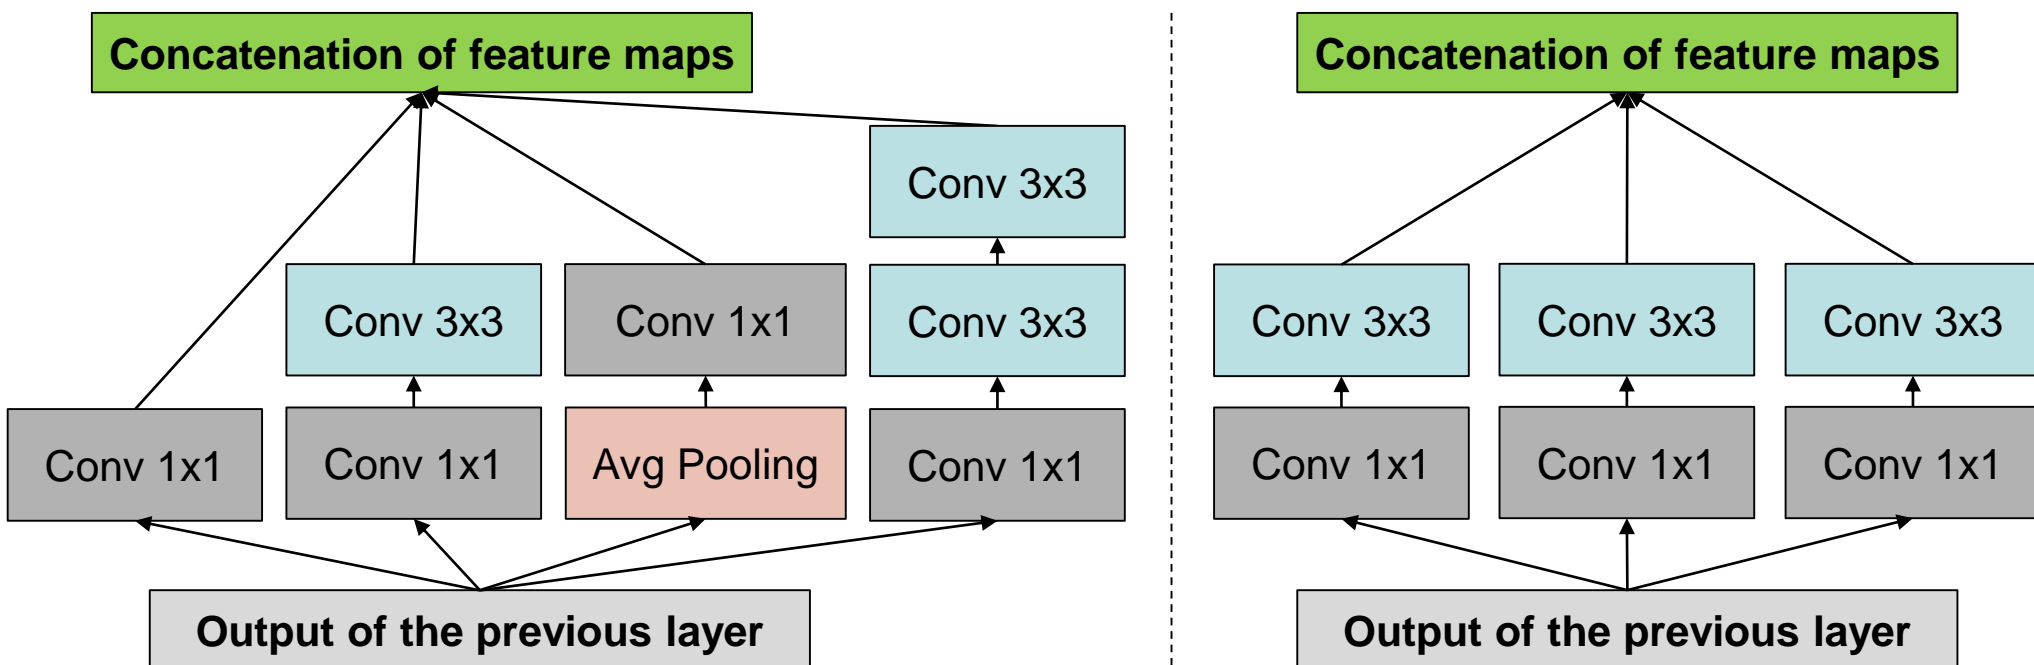 Concatenation of feature maps
Conv 3x3
Conv 3x3
Conv 1x1
Conv 3x3
Conv 1x1
Conv 1x1
Avg Pooling
Conv 1x1
Output of the previous layer
Concatenation of feature maps
Conv 3x3
Conv 3x3
Conv 3x3
Conv 1x1
Conv 1x1
Conv 1x1
Output of the previous layer